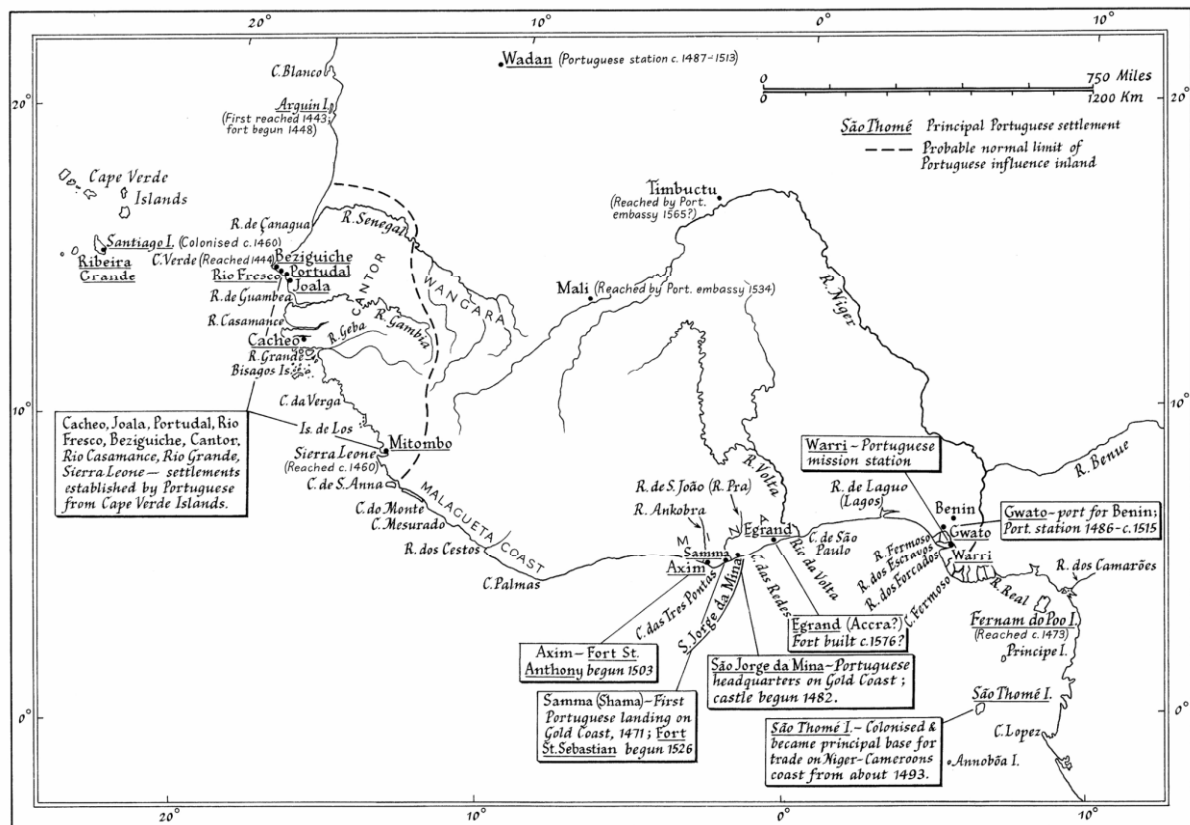 20°
10°
0°
10°
C. Blanco
Wadan (Portuguese station c. 1487–1513)
0 750 Miles
0 1200 Km
20°
20°
Arguin I.
(First reached 1443;
fort begun 1448)
São Thomé Principal Portuguese settlement
Probable normal limit of
Portuguese influence inland
Cape Verde
Islands
Timbuctu
(Reached by Port.
embassy 1565?)
R. de Çanagua
R. Senegal
Santiago I. (Colonised c.1460)
Ribeira
Grande
C. Verde (Reached 1444)
Beziguiche
Rio Fresco
Portudal
Joala
CANTOR
WANGARA
Mali (Reached by Port. embassy 1534)
R. Niger
R. de Guambea
R. Gambia
R. Casamance
R. Geba
Cacheo
R. Grande
Bisagos Is.
10°
10°
C. da Verga
Is. de Los
Cacheo, Joala, Portudal, Rio
Fresco, Beziguiche, Cantor,
Rio Casamance, Rio Grande,
Sierra Leone — settlements
established by Portuguese
from Cape Verde Islands.
Mitombo
Sierra Leone
(Reached c.1460)
C. de S. Anna
C. do Monte
C. Mesurado
MALAGUETA COAST
R. dos Cestos
C. Palmas
Warri – Portuguese
mission station
R. Benue
R. Volta
R. de S. João (R. Pra)
R. Ankobra
R. de Laguo
(Lagos)
Benin
Gwato – port for Benin;
Port. station 1486–c.1515
MINA
Egrand
C. de São
Paulo
Gwato
R. Fermoso
R. dos Escravos
R. dos Forcados
C. Fermoso
Warri
Samma
Axim
Rio da Volta
C. das Redes
C. das Tres Pontas
S. Jorge da Mina
R. Real
R. dos Camarões
Fernam do Poo I.
(Reached c.1473)
Principe I.
Egrand (Accra?)
Fort built c.1576?
Axim – Fort St.
Anthony begun 1503
São Jorge da Mina – Portuguese
headquarters on Gold Coast;
castle begun 1482.
Samma (Shama) – First
Portuguese landing on
Gold Coast, 1471; Fort
St. Sebastian begun 1526
São Thomé I.
0°
0°
São Thomé I. – Colonised &
became principal base for
trade on Niger-Cameroons
coast from about 1493.
C. Lopez
Annobõa I.
20°
10°
0°
10°